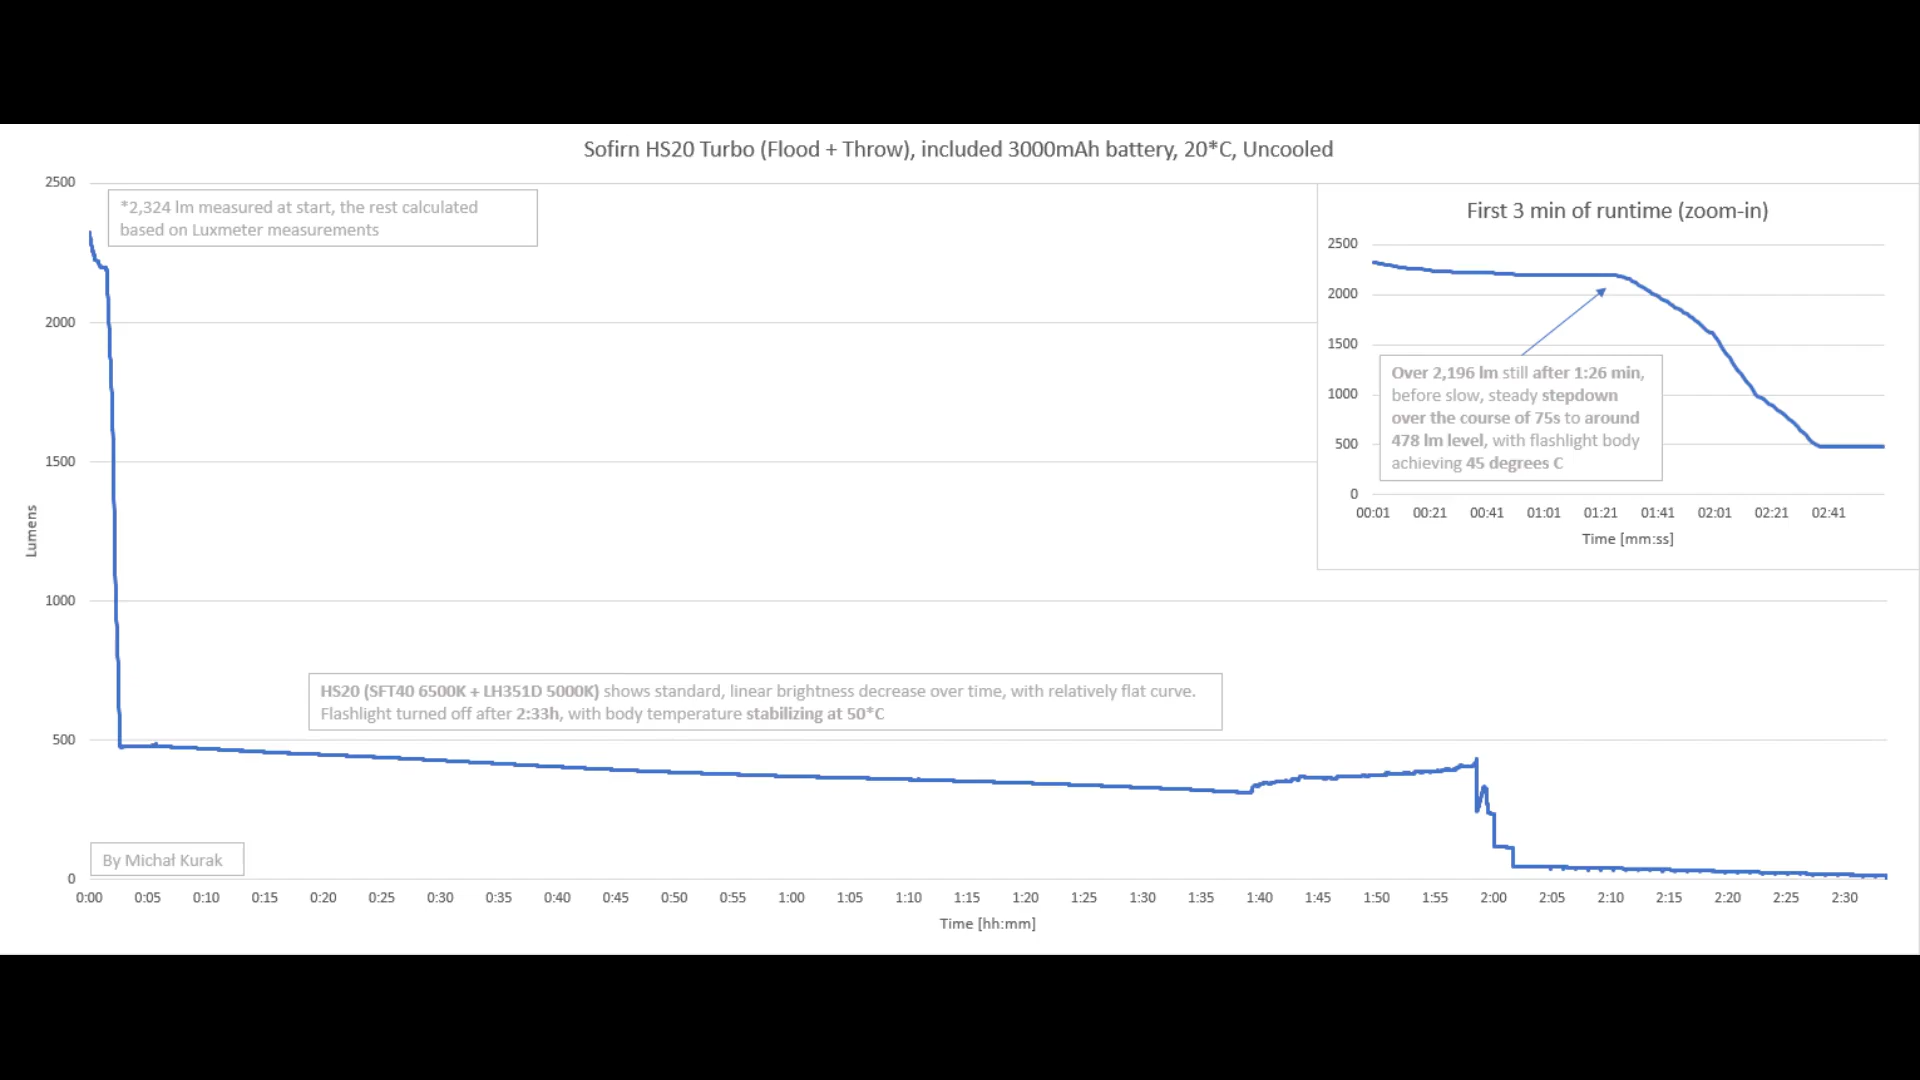 Sofirn HS20 Turbo (Flood + Throw), included 3000mAh battery, 20*C, Uncooled
2500
2000
1500
1000
500
0
Lumens
*2,324 lm measured at start, the rest calculated
based on Luxmeter measurements
First 3 min of runtime (zoom-in)
2500
2000
1500
1000
500
0
Over 2,196 lm still after 1:26 min,
before slow, steady stepdown
over the course of 75s to around
478 lm level, with flashlight body
achieving 45 degrees C
00:01 00:21 00:41 01:01 01:21 01:41 02:01 02:21 02:41
Time [mm:ss]
HS20 (SFT40 6500K + LH351D 5000K) shows standard, linear brightness decrease over time, with relatively flat curve.
Flashlight turned off after 2:33h, with body temperature stabilizing at 50*C
By Michał Kurak
0:00 0:05 0:10 0:15 0:20 0:25 0:30 0:35 0:40 0:45 0:50 0:55 1:00 1:05 1:10 1:15 1:20 1:25 1:30 1:35 1:40 1:45 1:50 1:55 2:00 2:05 2:10 2:15 2:20 2:25 2:30
Time [hh:mm]